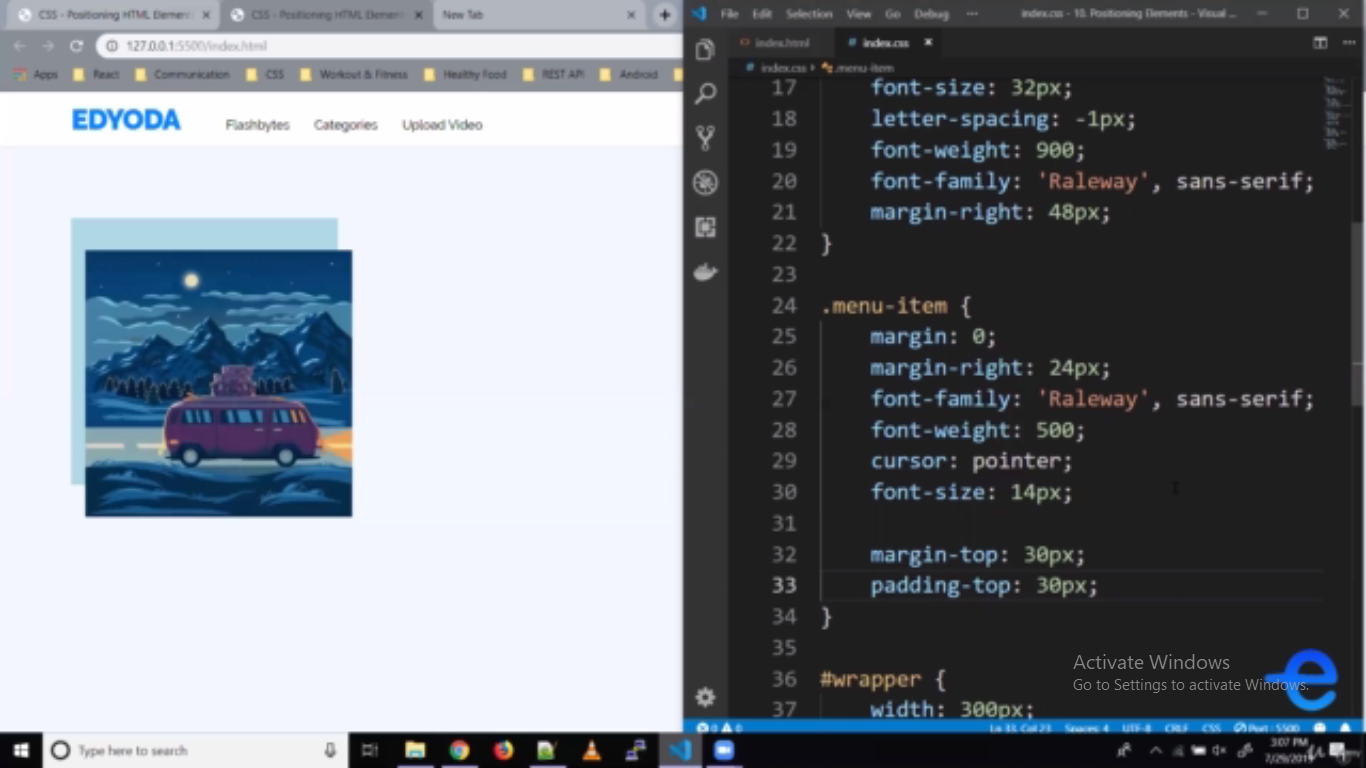 CSS - Positioning HTML Element
CSS - Positioning HTML Element
New Tab
127.0.0.1:5500/index.html
Apps React Communication CSS Workout & Fitness Healthy Food REST API Android
EDYODA Flashbytes Categories Upload Video
File Edit Selection View Go Debug ··· index.css - 10. Positioning Elements - Visual ...
index.html index.css
index.css .menu-item
17 font-size: 32px;
18 letter-spacing: -1px;
19 font-weight: 900;
20 font-family: 'Raleway', sans-serif;
21 margin-right: 48px;
22 }
23
24 .menu-item {
25 margin: 0;
26 margin-right: 24px;
27 font-family: 'Raleway', sans-serif;
28 font-weight: 500;
29 cursor: pointer;
30 font-size: 14px;
31
32 margin-top: 30px;
33 padding-top: 30px;
34 }
35
36 #wrapper {
37 width: 300px;
Activate Windows
Go to Settings to activate Windows.
0 0 Ln 33, Col 23 Spaces: 4 UTF-8 CRLF CSS Port : 5500
Type here to search
3:07 PM